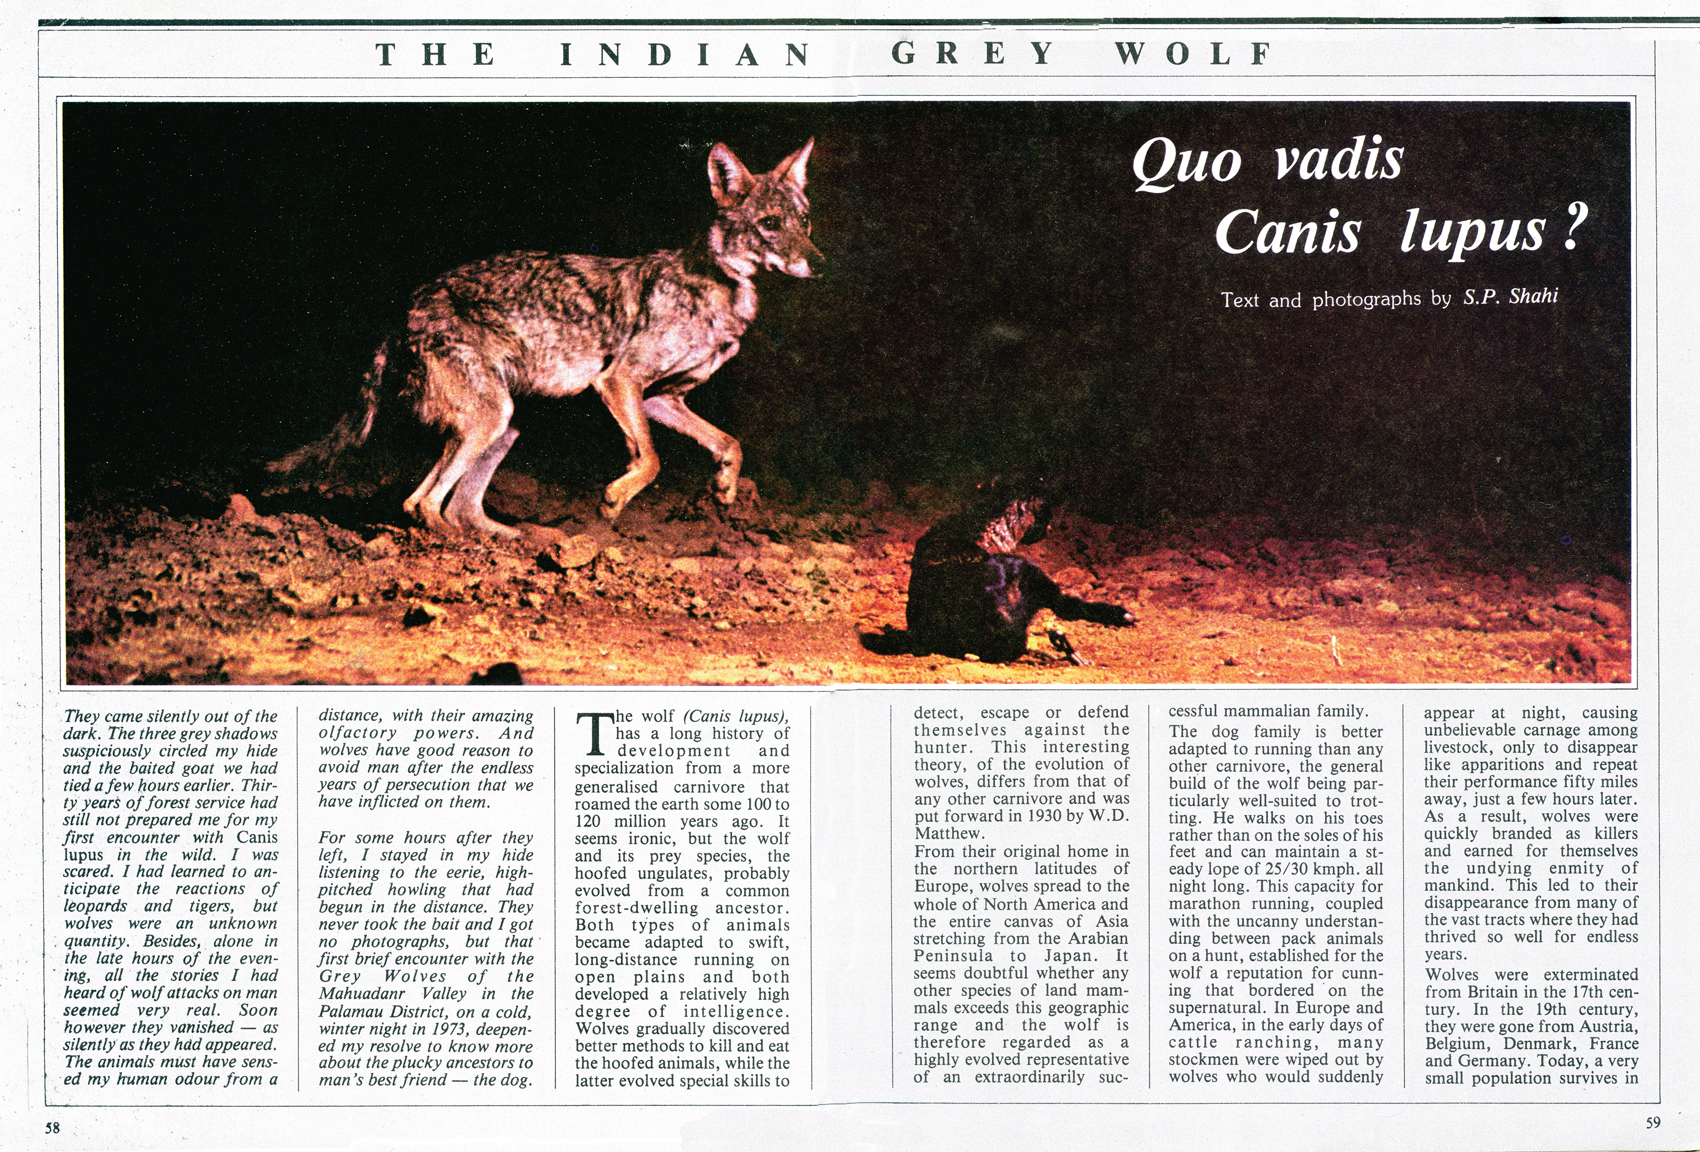 THE INDIAN GREY WOLF
Quo vadis
Canis lupus?
Text and photographs by S.P. Shahi
They came silently out of the
dark. The three grey shadows
suspiciously circled my hide
and the baited goat we had
tied a few hours earlier. Thir-
ty years of forest service had
still not prepared me for my
first encounter with Canis
lupus in the wild. I was
scared. I had learned to an-
ticipate the reactions of
leopards and tigers, but
wolves were an unknown
quantity. Besides, alone in
the late hours of the even-
ing, all the stories I had
heard of wolf attacks on man
seemed very real. Soon
however they vanished — as
silently as they had appeared.
The animals must have sens-
ed my human odour from a
distance, with their amazing
olfactory powers. And
wolves have good reason to
avoid man after the endless
years of persecution that we
have inflicted on them.
For some hours after they
left, I stayed in my hide
listening to the eerie, high-
pitched howling that had
begun in the distance. They
never took the bait and I got
no photographs, but that
first brief encounter with the
Grey Wolves of the
Mahuadanr Valley in the
Palamau District, on a cold,
winter night in 1973, deepen-
ed my resolve to know more
about the plucky ancestors to
man's best friend — the dog.
The wolf (Canis lupus),
has a long history of
development and
specialization from a more
generalised carnivore that
roamed the earth some 100 to
120 million years ago. It
seems ironic, but the wolf
and its prey species, the
hoofed ungulates, probably
evolved from a common
forest-dwelling ancestor.
Both types of animals
became adapted to swift,
long-distance running on
open plains and both
developed a relatively high
degree of intelligence.
Wolves gradually discovered
better methods to kill and eat
the hoofed animals, while the
latter evolved special skills to
detect, escape or defend
themselves against the
hunter. This interesting
theory, of the evolution of
wolves, differs from that of
any other carnivore and was
put forward in 1930 by W.D.
Matthew.
From their original home in
the northern latitudes of
Europe, wolves spread to the
whole of North America and
the entire canvas of Asia
stretching from the Arabian
Peninsula to Japan. It
seems doubtful whether any
other species of land mam-
mals exceeds this geographic
range and the wolf is
therefore regarded as a
highly evolved representative
of an extraordinarily suc-
cessful mammalian family.
The dog family is better
adapted to running than any
other carnivore, the general
build of the wolf being par-
ticularly well-suited to trot-
ting. He walks on his toes
rather than on the soles of his
feet and can maintain a st-
eady lope of 25/30 kmph. all
night long. This capacity for
marathon running, coupled
with the uncanny understan-
ding between pack animals
on a hunt, established for the
wolf a reputation for cunn-
ing that bordered on the
supernatural. In Europe and
America, in the early days of
cattle ranching, many
stockmen were wiped out by
wolves who would suddenly
appear at night, causing
unbelievable carnage among
livestock, only to disappear
like apparitions and repeat
their performance fifty miles
away, just a few hours later.
As a result, wolves were
quickly branded as killers
and earned for themselves
the undying enmity of
mankind. This led to their
disappearance from many of
the vast tracts where they had
thrived so well for endless
years.
Wolves were exterminated
from Britain in the 17th cen-
tury. In the 19th century,
they were gone from Austria,
Belgium, Denmark, France
and Germany. Today, a very
small population survives in
58
59